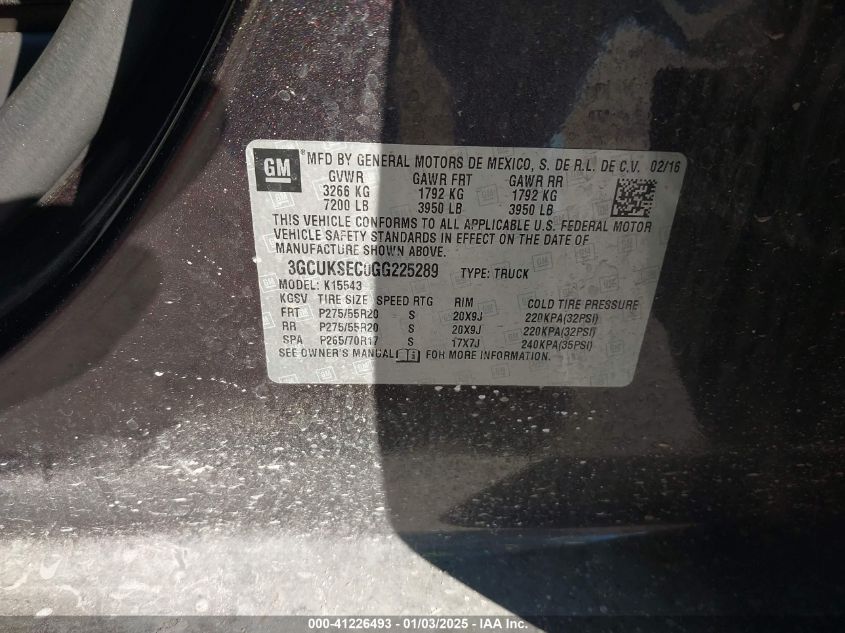 GM ® MFD BY GENERAL MOTORS DE MEXICO, S. DE R.L. DE C.V. 02/16
GVWR GAWR FRT GAWR RR
3266 KG 1792 KG 1792 KG
7200 LB 3950 LB 3950 LB
THIS VEHICLE CONFORMS TO ALL APPLICABLE U.S. FEDERAL MOTOR
VEHICLE SAFETY STANDARDS IN EFFECT ON THE DATE OF
MANUFACTURE SHOWN ABOVE.
3GCUKSEC0GG225289 TYPE: TRUCK
MODEL: K15543
KGSV TIRE SIZE SPEED RTG RIM COLD TIRE PRESSURE
FRT P275/55R20 S 20X9J 220KPA(32PSI)
RR P275/55R20 S 20X9J 220KPA(32PSI)
SPA P265/70R17 S 17X7J 240KPA(35PSI)
SEE OWNER'S MANUAL FOR MORE INFORMATION.
000-41226493 - 01/03/2025 - IAA Inc.